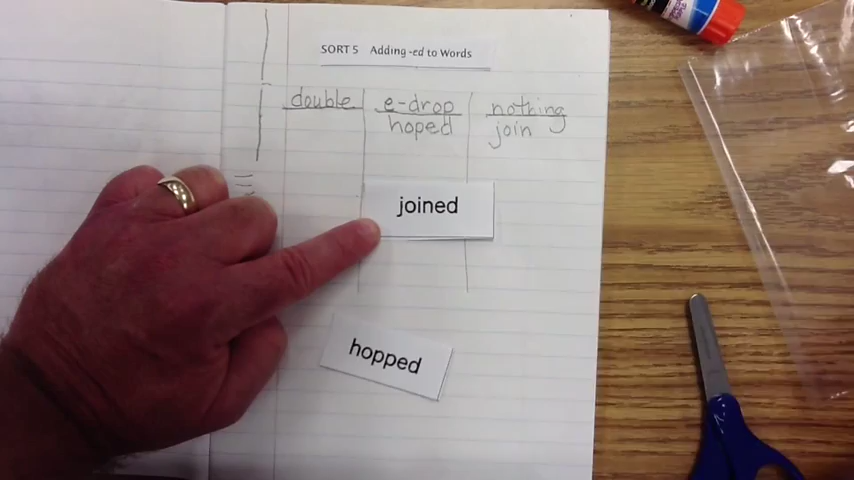 SORT 5 Adding -ed to Words
double e-drop nothing
hoped join
joined
hopped